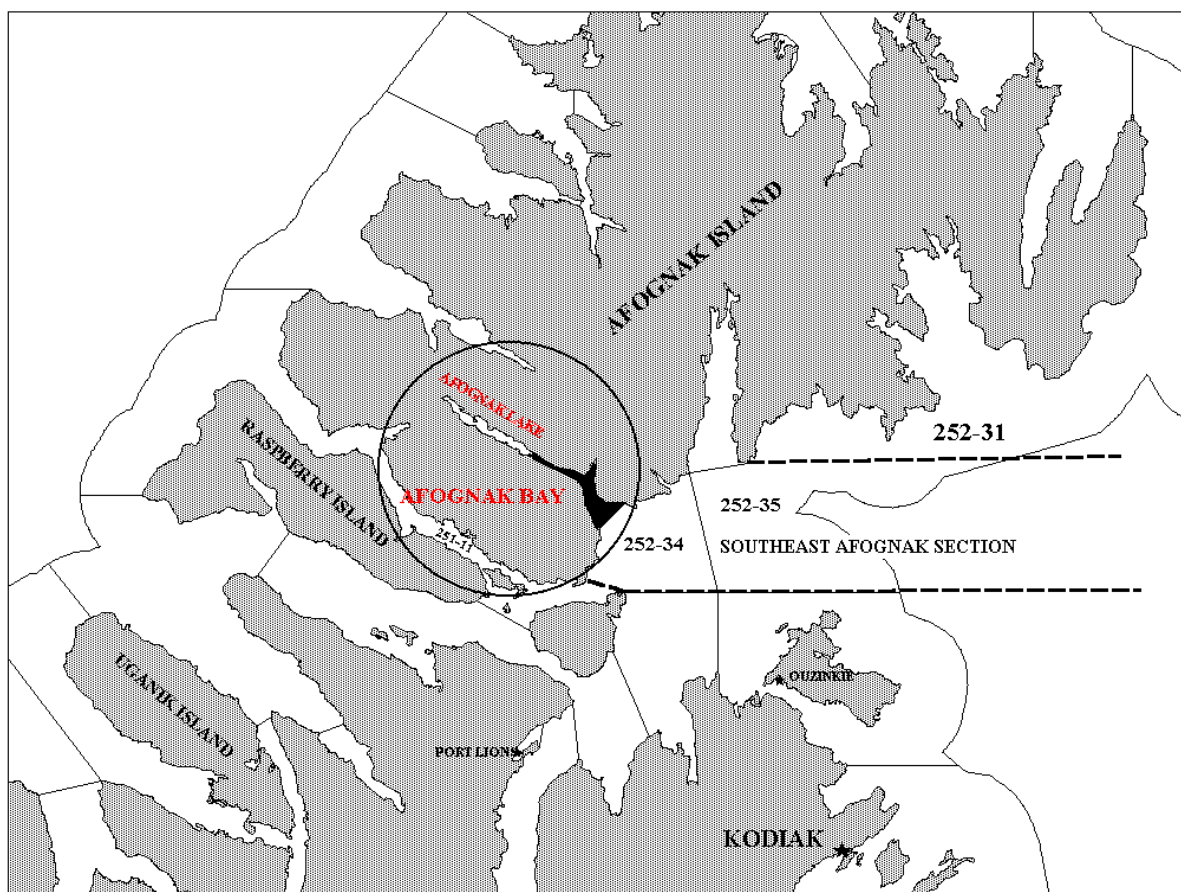 AFOGNAK ISLAND
AFOGNAK LAKE
252-31
RASPBERRY ISLAND
AFOGNAK BAY
252-35
251-11
252-34
SOUTHEAST AFOGNAK SECTION
UGANIK ISLAND
OUZINKIE
PORT LIONS
KODIAK